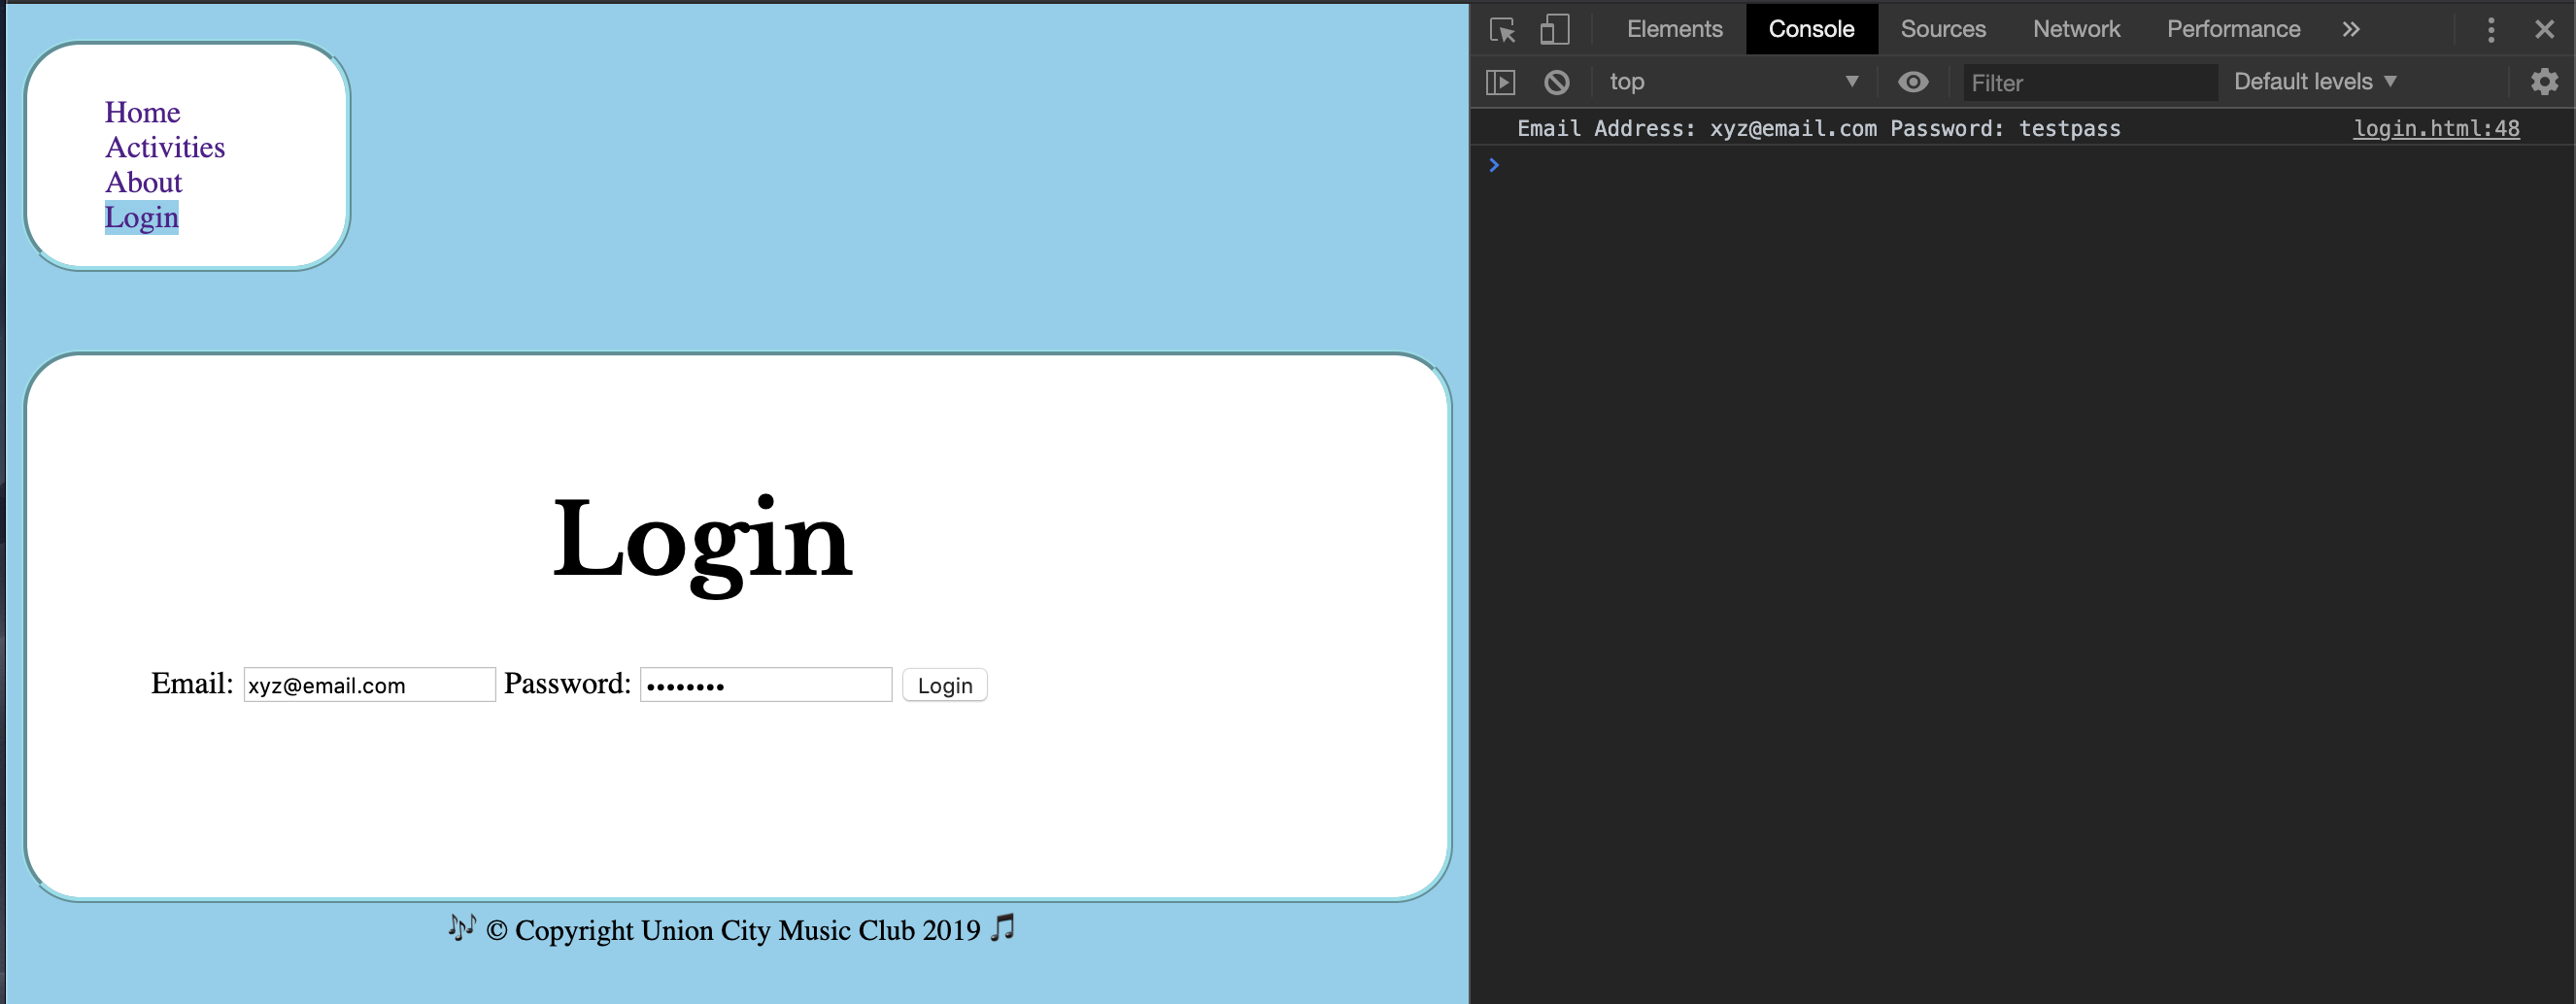 Home
Activities
About
Login
Login
Email: xyz@email.com Password: •••••••• Login
🎶 © Copyright Union City Music Club 2019 🎵
Elements Console Sources Network Performance »
top Filter Default levels
Email Address: xyz@email.com Password: testpass login.html:48